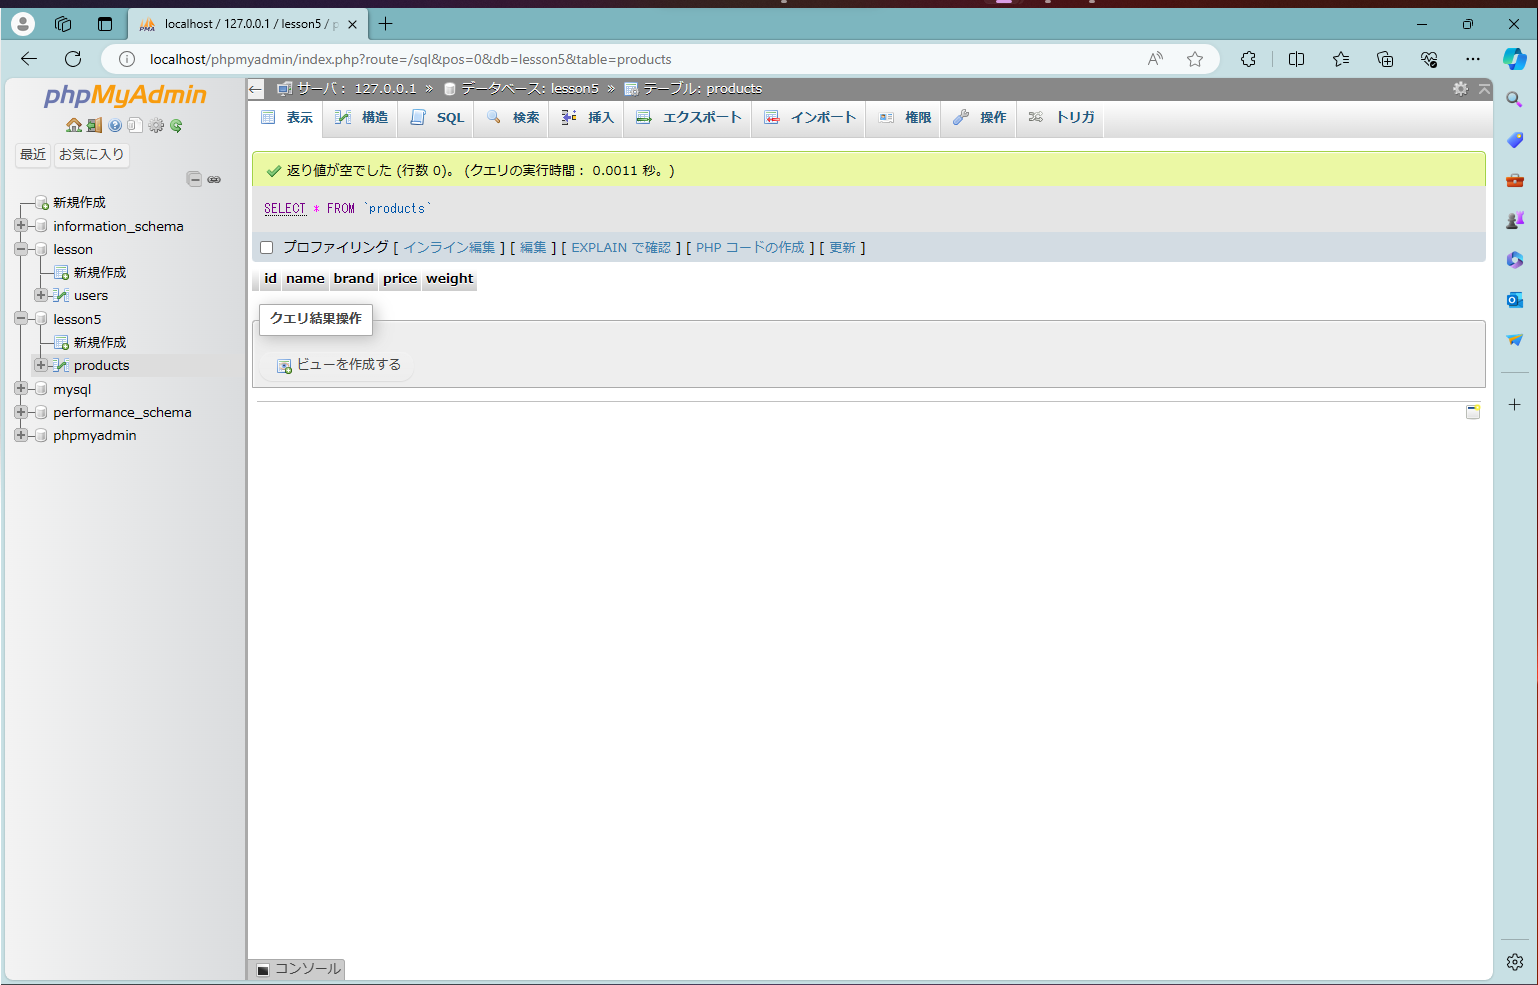 localhost / 127.0.0.1 / lesson5 / p
localhost/phpmyadmin/index.php?route=/sql&pos=0&db=lesson5&table=products
phpMyAdmin
最近 お気に入り
新規作成
information_schema
lesson
新規作成
users
lesson5
新規作成
products
mysql
performance_schema
phpmyadmin
サーバ: 127.0.0.1 » データベース: lesson5 » テーブル: products
表示 構造 SQL 検索 挿入 エクスポート インポート 権限 操作 トリガ
返り値が空でした (行数 0)。 (クエリの実行時間: 0.0011 秒。)
SELECT * FROM `products`
プロファイリング [ インライン編集 ] [ 編集 ] [ EXPLAIN で確認 ] [ PHP コードの作成 ] [ 更新 ]
id name brand price weight
クエリ結果操作
ビューを作成する
コンソール